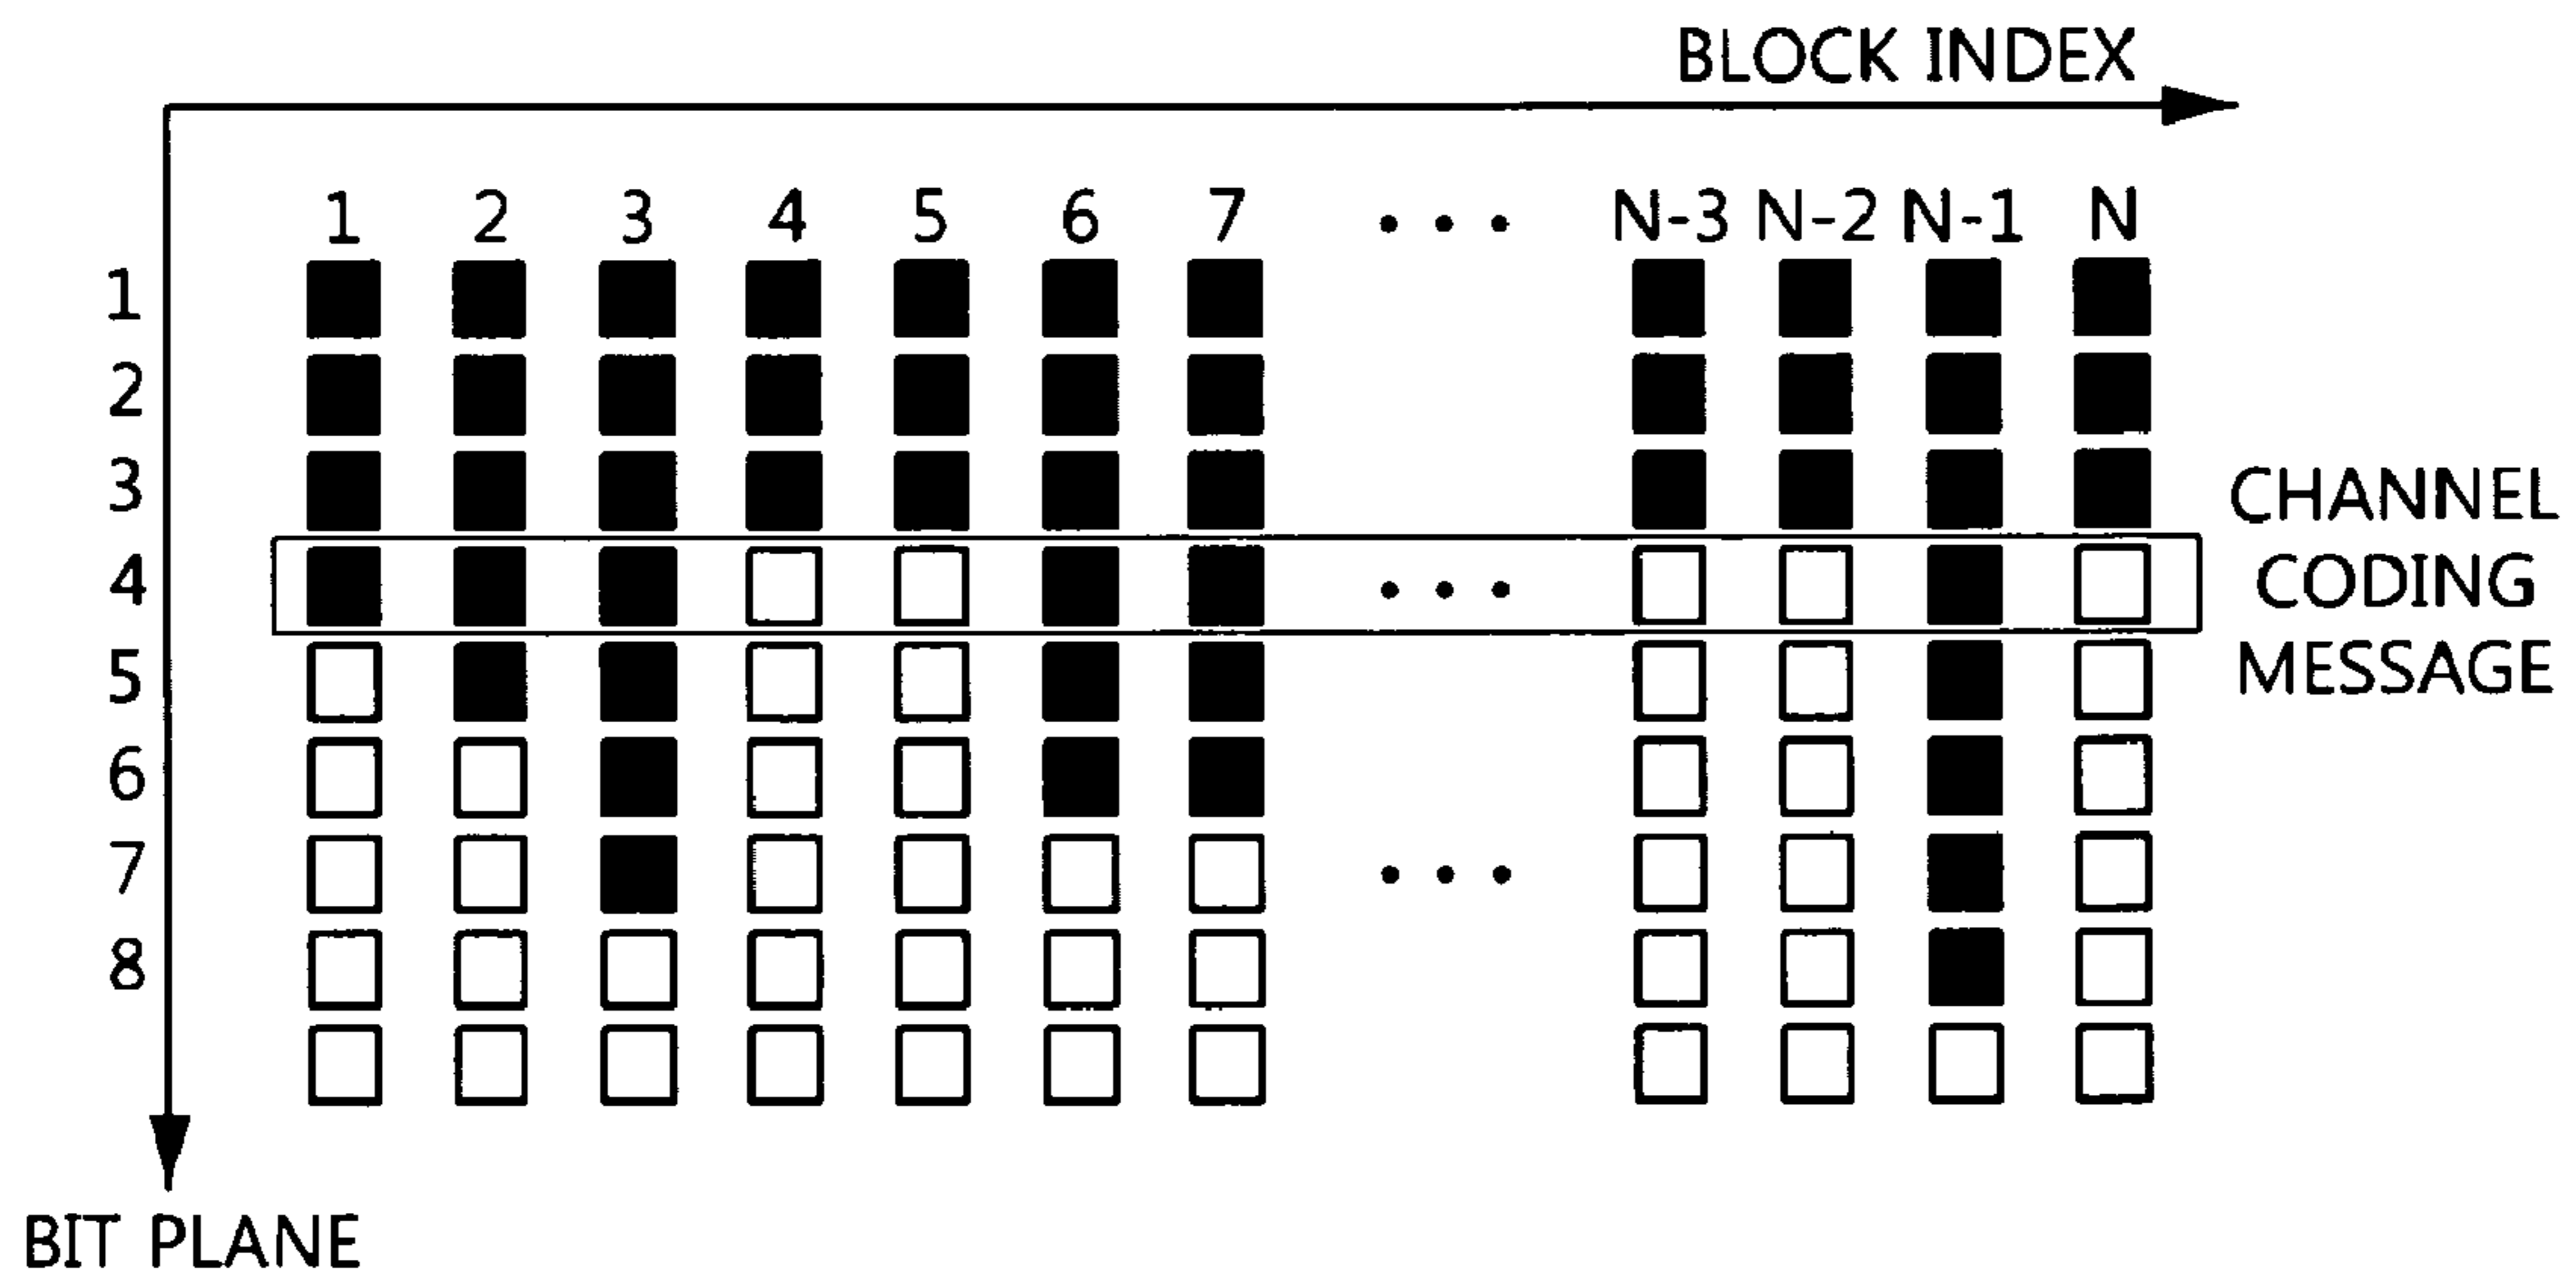 BLOCK INDEX
1 2 3 4 5 6 7 ••• N-3 N-2 N-1 N
1
2
3
CHANNEL
4 •••
CODING
5
MESSAGE
6
7 •••
8
BIT PLANE